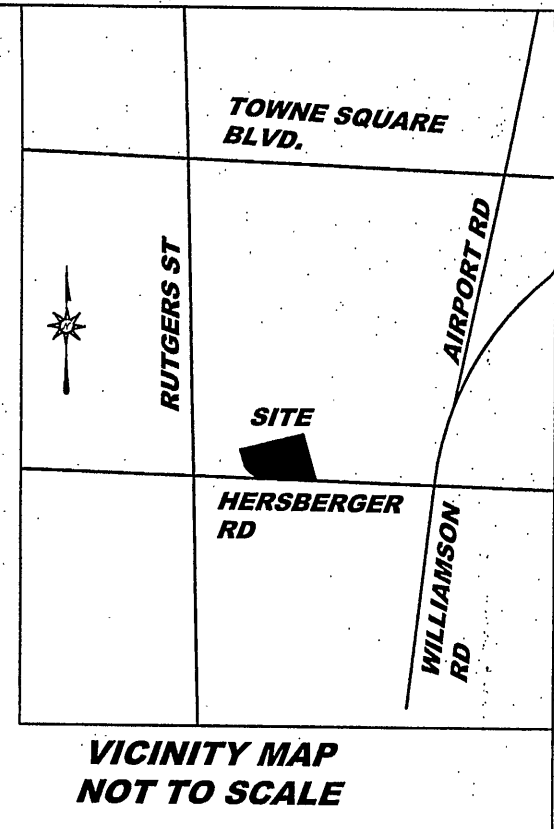 TOWNE SQUARE
BLVD.
RUTGERS ST
AIRPORT RD
N
SITE
HERSBERGER
RD
WILLIAMSON
RD
VICINITY MAP
NOT TO SCALE